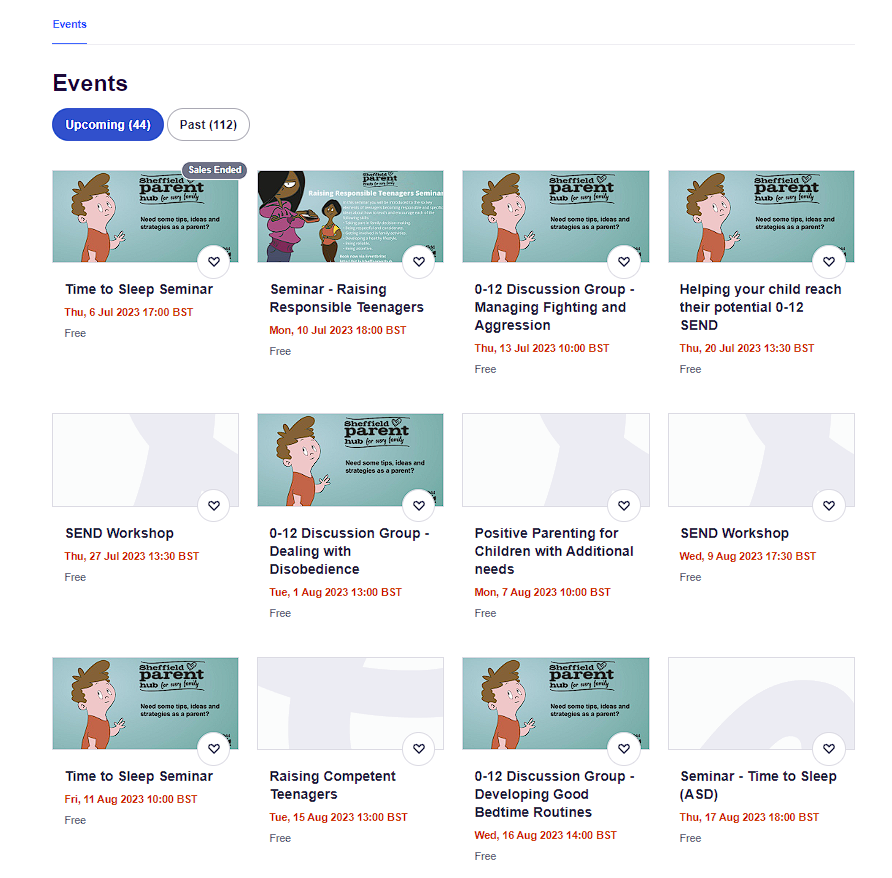 Events
Events
Upcoming (44)
Past (112)
Sales Ended
Sheffield
parent
hub for every family
Need some tips, ideas and
strategies as a parent?
Sheffield
parent
hub for every family
Raising Responsible Teenagers Seminar
Sheffield
parent
hub for every family
Need some tips, ideas and
strategies as a parent?
Sheffield
parent
hub for every family
Need some tips, ideas and
strategies as a parent?
Time to Sleep Seminar
Thu, 6 Jul 2023 17:00 BST
Free
Seminar - Raising
Responsible Teenagers
Mon, 10 Jul 2023 18:00 BST
Free
0-12 Discussion Group -
Managing Fighting and
Aggression
Thu, 13 Jul 2023 10:00 BST
Free
Helping your child reach
their potential 0-12
SEND
Thu, 20 Jul 2023 13:30 BST
Free
Sheffield
parent
hub for every family
Need some tips, ideas and
strategies as a parent?
SEND Workshop
Thu, 27 Jul 2023 13:30 BST
Free
0-12 Discussion Group -
Dealing with
Disobedience
Tue, 1 Aug 2023 13:00 BST
Free
Positive Parenting for
Children with Additional
needs
Mon, 7 Aug 2023 10:00 BST
Free
SEND Workshop
Wed, 9 Aug 2023 17:30 BST
Free
Sheffield
parent
hub for every family
Need some tips, ideas and
strategies as a parent?
Sheffield
parent
hub for every family
Need some tips, ideas and
strategies as a parent?
Time to Sleep Seminar
Fri, 11 Aug 2023 10:00 BST
Free
Raising Competent
Teenagers
Tue, 15 Aug 2023 13:00 BST
Free
0-12 Discussion Group -
Developing Good
Bedtime Routines
Wed, 16 Aug 2023 14:00 BST
Free
Seminar - Time to Sleep
(ASD)
Thu, 17 Aug 2023 18:00 BST
Free